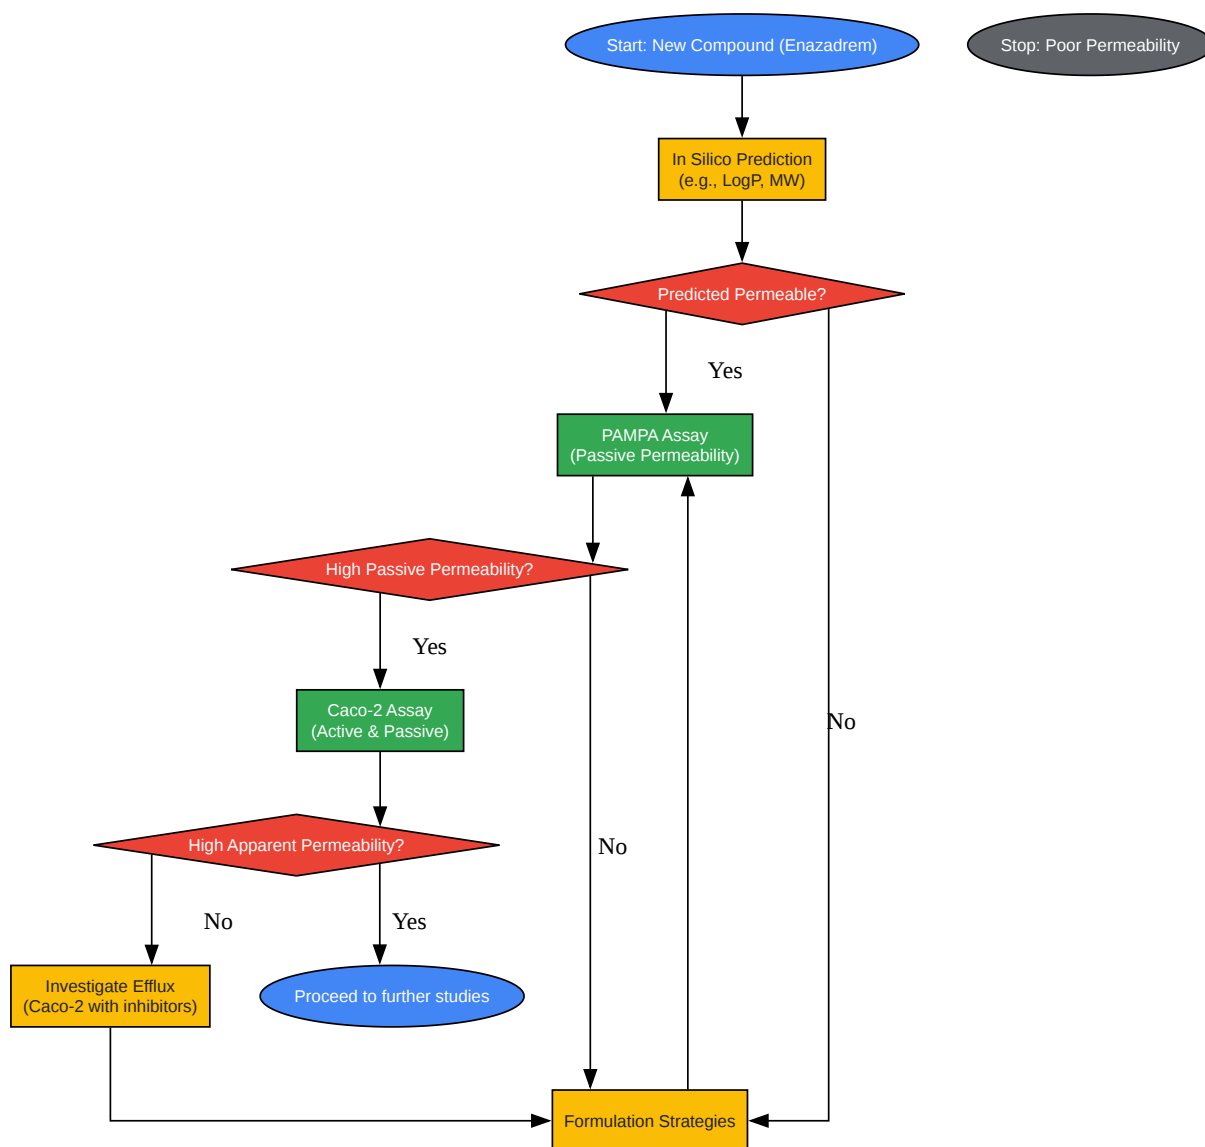 Start: New Compound (Enazadrem)
Stop: Poor Permeability
In Silico Prediction
(e.g., LogP, MW)
Predicted Permeable?
Yes
PAMPA Assay
(Passive Permeability)
High Passive Permeability?
Yes
Caco-2 Assay
(Active & Passive)
No
High Apparent Permeability?
No
No
Yes
Investigate Efflux
(Caco-2 with inhibitors)
Proceed to further studies
Formulation Strategies